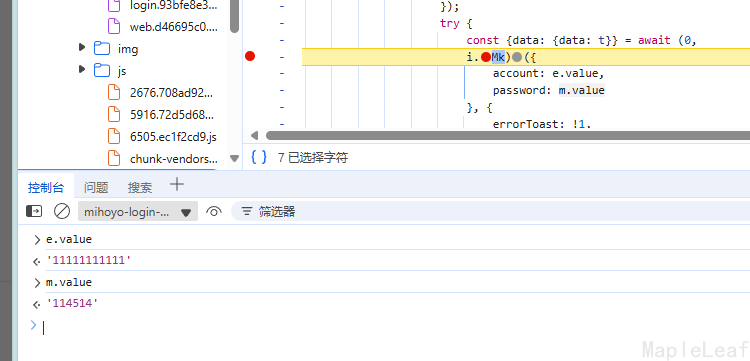 login.93bfe8e3...
web.d46695c0...
img
js
2676.708ad92...
5916.72d5d68...
6505.ec1f2cd9.js
chunk-vendors...
});
try {
const {data: {data: t}} = await (0,
i.Mk)({
account: e.value,
password: m.value
}, {
errorToast: !1.
{} 7 已选择字符
控制台 问题 搜索 +
mihoyo-login-... 筛选器
e.value
'11111111111'
m.value
'114514'
MapleLeaf